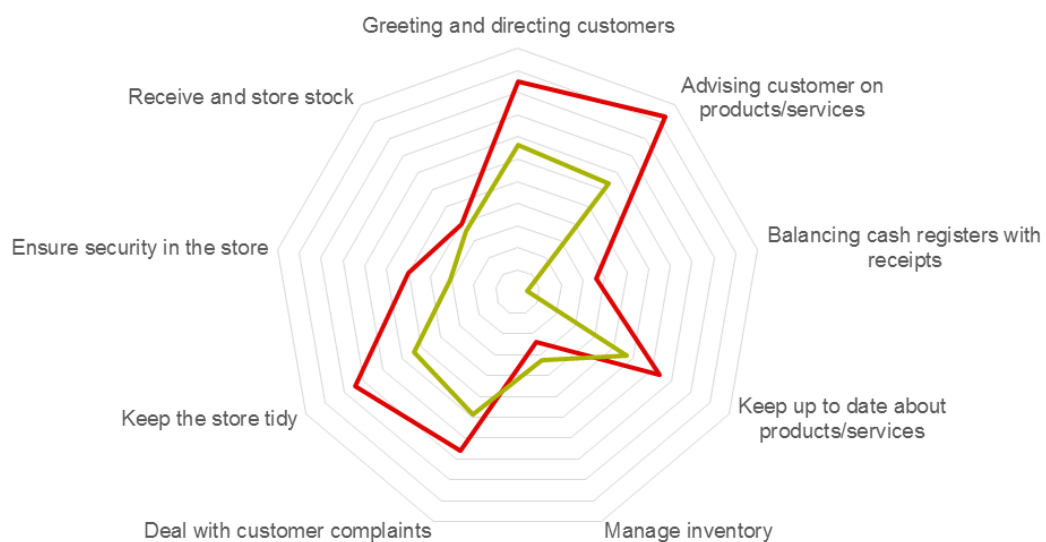 Greeting and directing customers
Receive and store stock
Advising customer on
products/services
Ensure security in the store
Balancing cash registers with
receipts
Keep the store tidy
Keep up to date about
products/services
Deal with customer complaints
Manage inventory